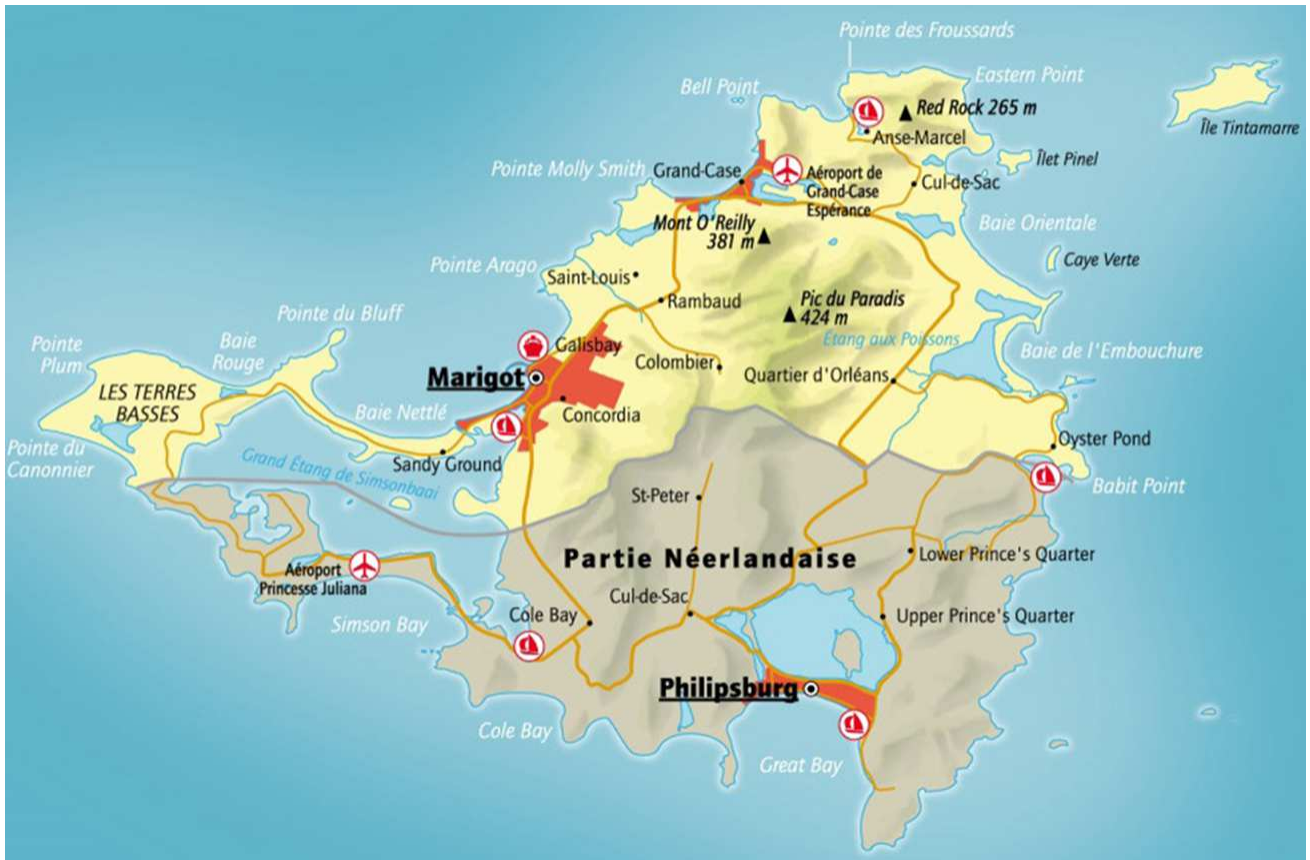 Pointe des Froussards
Eastern Point
Bell Point
Red Rock 265 m
Île Tintamarre
Anse-Marcel
Îlet Pinel
Pointe Molly Smith
Grand-Case
Aéroport de
Grand-Case
Espérance
Cul-de-Sac
Mont O'Reilly
381 m
Baie Orientale
Caye Verte
Pointe Arago
Saint-Louis
Rambaud
Pic du Paradis
424 m
Pointe du Bluff
Etang aux Poissons
Pointe
Plum
Baie
Rouge
Galisbay
Baie de l'Embouchure
Colombier
Marigot
Quartier d'Orléans
LES TERRES
BASSES
Baie Nettlé
Concordia
Pointe du
Canonnier
Oyster Pond
Grand Étang de Simsonbaai
Sandy Ground
Babit Point
St-Peter
Partie Néerlandaise
Lower Prince's Quarter
Aéroport
Princesse Juliana
Cul-de-Sac
Simson Bay
Cole Bay
Upper Prince's Quarter
Philipsburg
Cole Bay
Great Bay